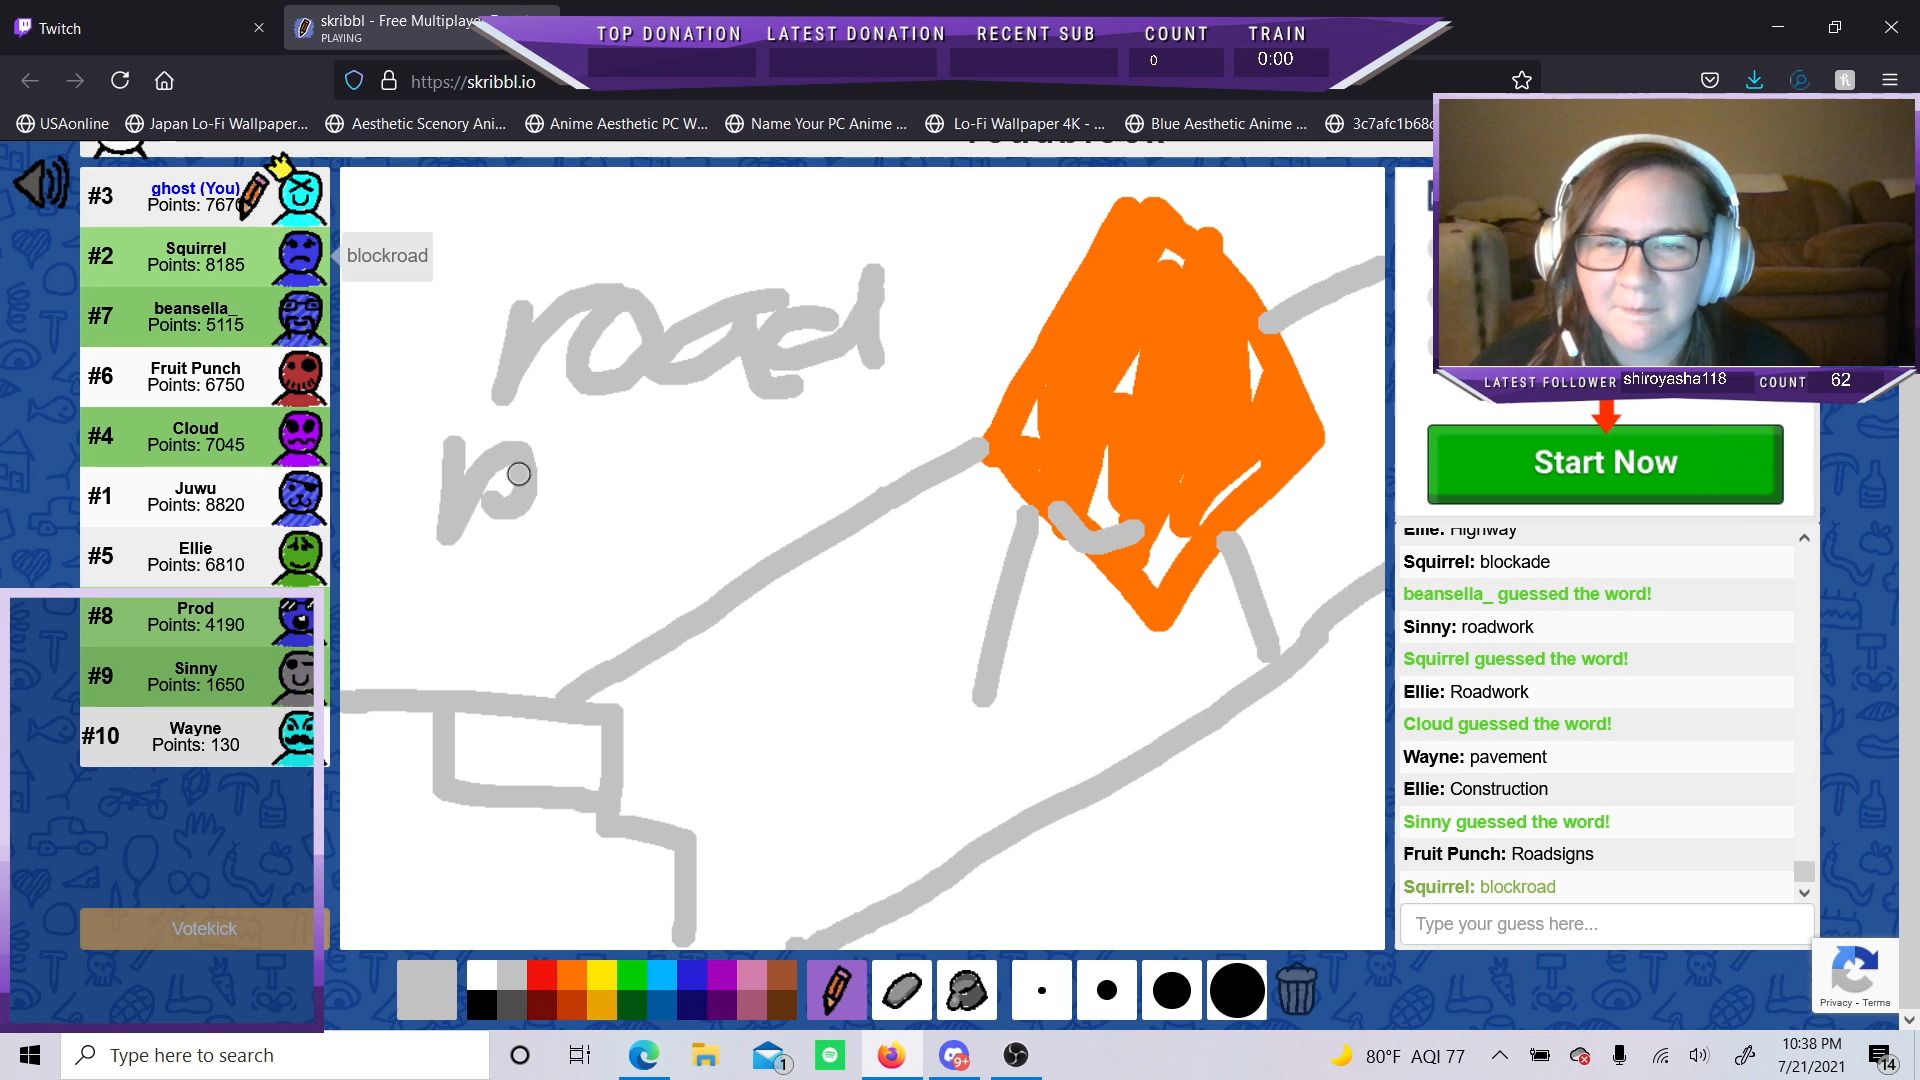 Twitch
skribbl - Free Multiplaye
PLAYING
TOP DONATION LATEST DONATION RECENT SUB COUNT TRAIN
0 0:00
https://skribbl.io
USAonline Japan Lo-Fi Wallpaper... Aesthetic Scenory Ani... Anime Aesthetic PC W... Name Your PC Anime ... Lo-Fi Wallpaper 4K - ... Blue Aesthetic Anime ... 3c7afc1b68
#3 ghost (You)
Points: 7670
#2 Squirrel
Points: 8185
blockroad
#7 beansella_
Points: 5115
#6 Fruit Punch
Points: 6750
#4 Cloud
Points: 7045
#1 Juwu
Points: 8820
#5 Ellie
Points: 6810
#8 Prod
Points: 4190
#9 Sinny
Points: 1650
#10 Wayne
Points: 130
Votekick
road
LATEST FOLLOWER shiroyasha118 COUNT 62
Start Now
Ellie: Highway
Squirrel: blockade
beansella_ guessed the word!
Sinny: roadwork
Squirrel guessed the word!
Ellie: Roadwork
Cloud guessed the word!
Wayne: pavement
Ellie: Construction
Sinny guessed the word!
Fruit Punch: Roadsigns
Squirrel: blockroad
Type your guess here...
Privacy - Terms
Type here to search
1
9+
80°F AQI 77
10:38 PM
7/21/2021
14